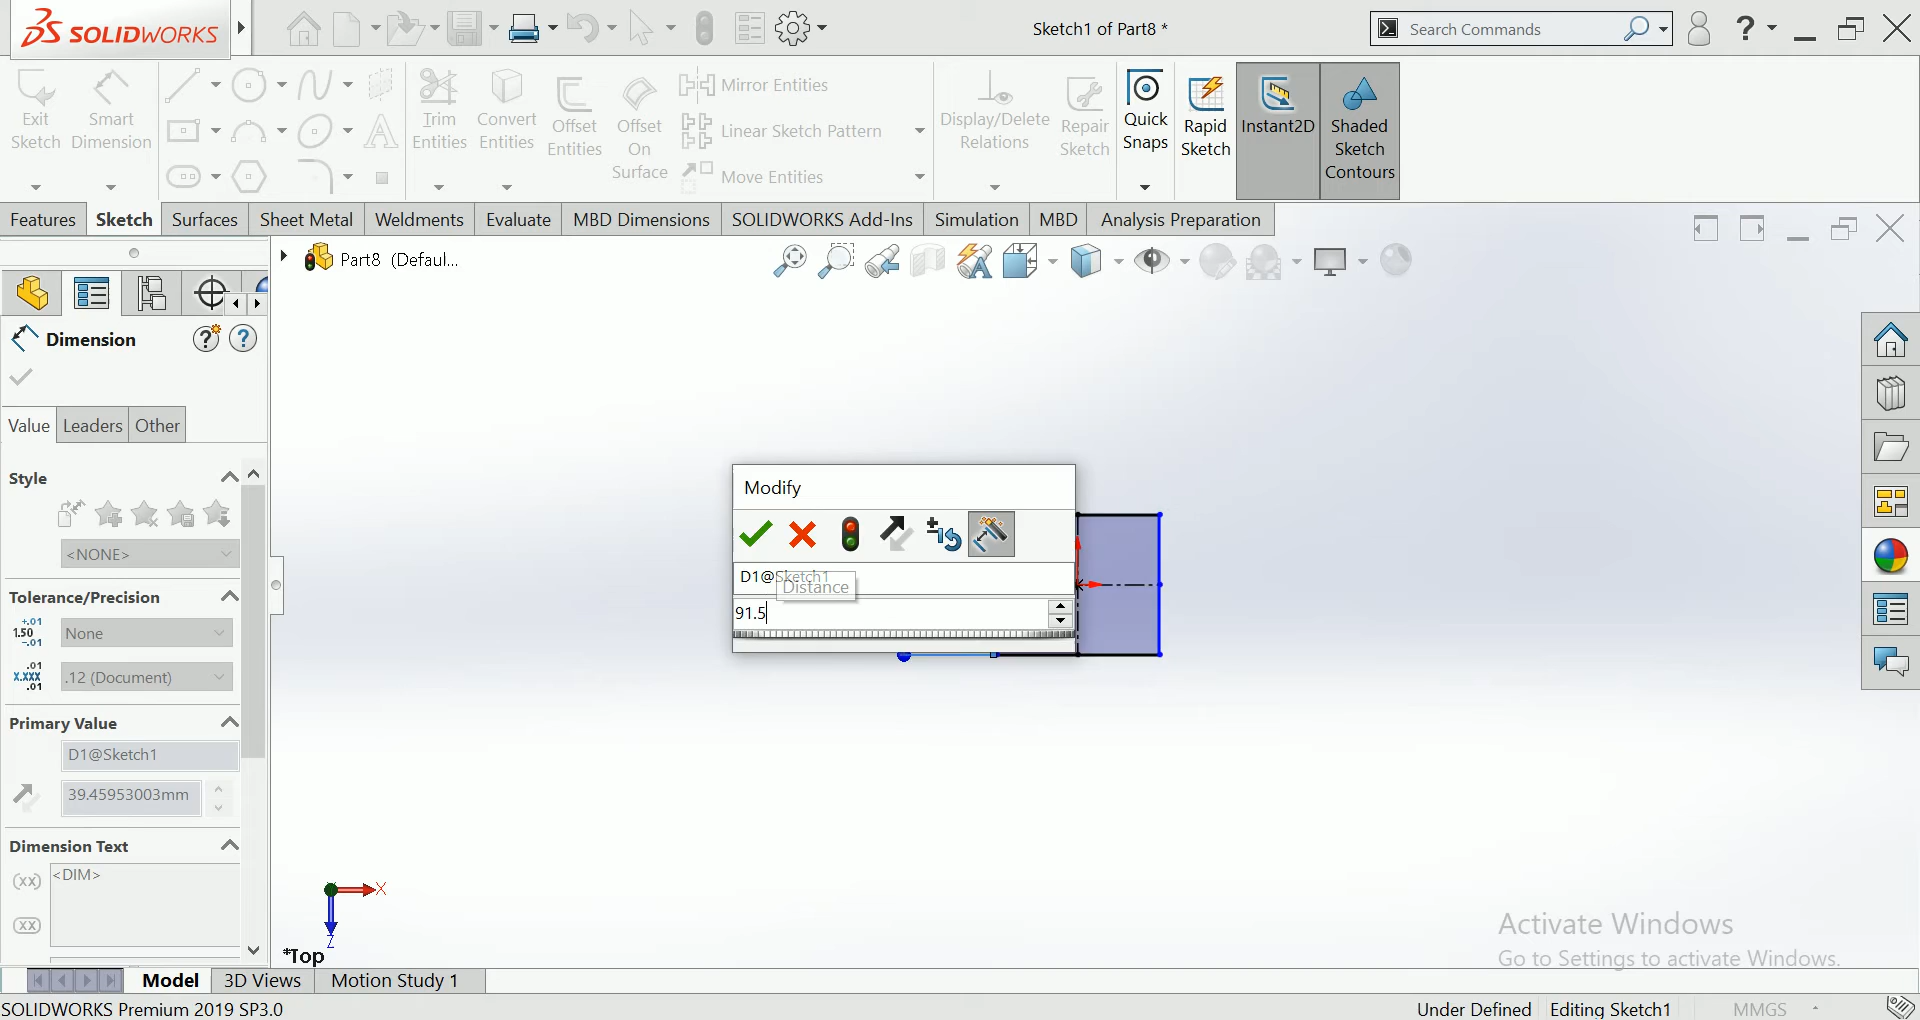 SOLIDWORKS
Sketch1 of Part8 *
Search Commands
?
Exit Sketch
Smart Dimension
Trim Entities
Convert Entities
Offset Entities
Offset On Surface
Mirror Entities
Linear Sketch Pattern
Move Entities
Display/Delete Relations
Repair Sketch
Quick Snaps
Rapid Sketch
Instant2D
Shaded Sketch Contours
Features
Sketch
Surfaces
Sheet Metal
Weldments
Evaluate
MBD Dimensions
SOLIDWORKS Add-Ins
Simulation
MBD
Analysis Preparation
Part8 (Defaul...
Dimension
? ?
Value
Leaders
Other
Style
<NONE>
Tolerance/Precision
+.01
1.50
-.01
None
.01
x.xxx
.01
.12 (Document)
Primary Value
D1@Sketch1
39.45953003mm
Dimension Text
(xx)
<DIM>
(xx)
Modify
D1@Sketch1
Distance
91.5
X
Z
*Top
Activate Windows
Go to Settings to activate Windows.
Model
3D Views
Motion Study 1
SOLIDWORKS Premium 2019 SP3.0
Under Defined
Editing Sketch1
MMGS